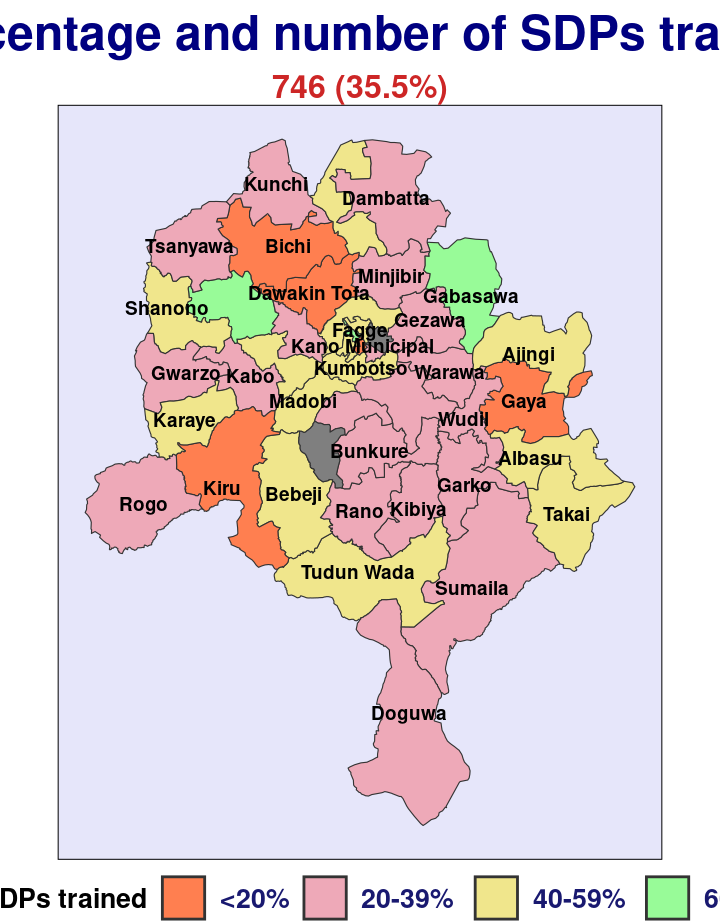 centage and number of SDPs tra
746 (35.5%)
Kunchi
Dambatta
Tsanyawa
Bichi
Minjibir
Dawakin Tofa
Gabasawa
Shanono
Gezawa
Fagge
Kano Municipal
Ajingi
Kumbotso
Warawa
Gwarzo
Kabo
Madobi
Gaya
Karaye
Wudil
Bunkure
Albasu
Garko
Kiru
Bebeji
Rogo
Rano
Kibiya
Takai
Tudun Wada
Sumaila
Doguwa
DPs trained <20% 20-39% 40-59% 6